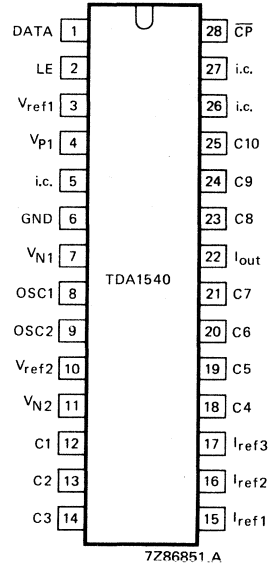 DATA 1 28 C̅P̅
LE 2 27 i.c.
Vref1 3 26 i.c.
VP1 4 25 C10
i.c. 5 24 C9
GND 6 23 C8
VN1 7 22 Iout
TDA1540
OSC1 8 21 C7
OSC2 9 20 C6
Vref2 10 19 C5
VN2 11 18 C4
C1 12 17 Iref3
C2 13 16 Iref2
C3 14 15 Iref1
7Z86851.A